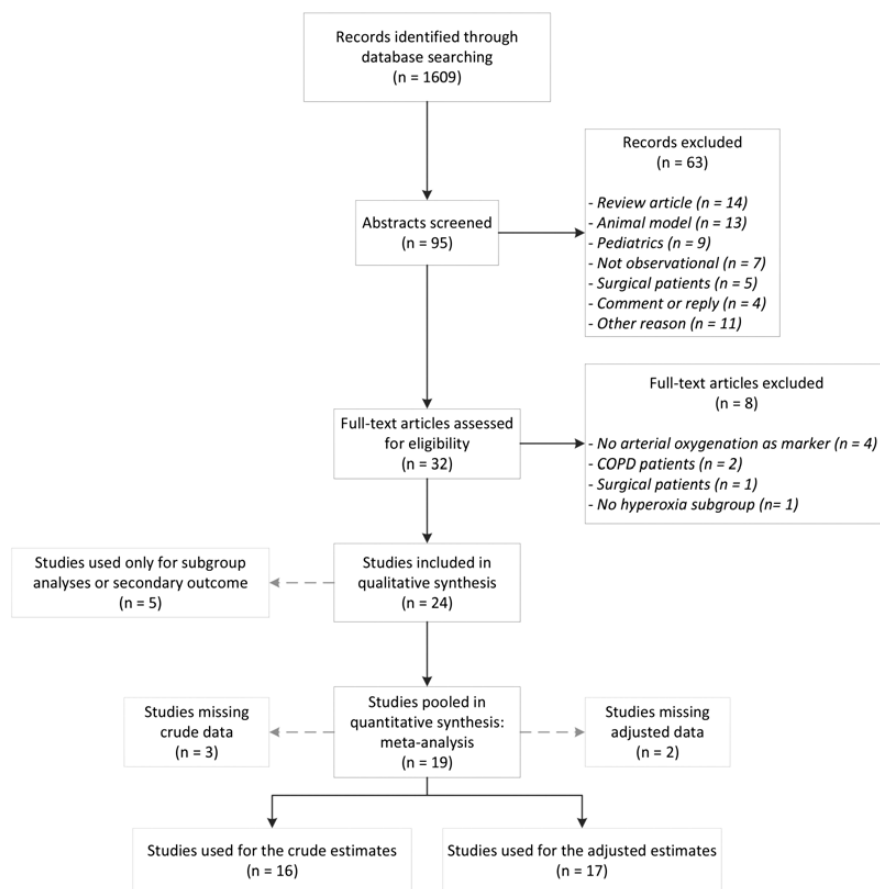 Records identified through
database searching
(n = 1609)
Records excluded
(n = 63)
- Review article (n = 14)
- Animal model (n = 13)
- Pediatrics (n = 9)
- Not observational (n = 7)
- Surgical patients (n = 5)
- Comment or reply (n = 4)
- Other reason (n = 11)
Abstracts screened
(n = 95)
Full-text articles excluded
(n = 8)
- No arterial oxygenation as marker (n = 4)
- COPD patients (n = 2)
- Surgical patients (n = 1)
- No hyperoxia subgroup (n= 1)
Full-text articles assessed
for eligibility
(n = 32)
Studies used only for subgroup
analyses or secondary outcome
(n = 5)
Studies included in
qualitative synthesis
(n = 24)
Studies missing
crude data
(n = 3)
Studies pooled in
quantitative synthesis:
meta-analysis
(n = 19)
Studies missing
adjusted data
(n = 2)
Studies used for the crude estimates
(n = 16)
Studies used for the adjusted estimates
(n = 17)